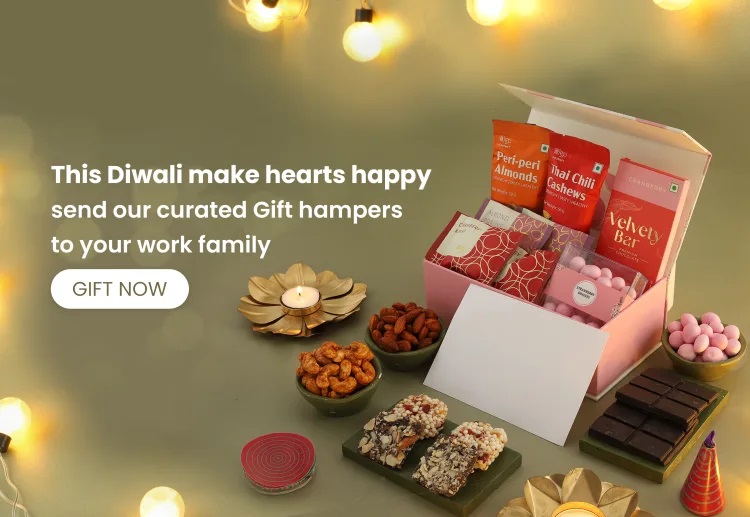 This Diwali make hearts happy
send our curated Gift hampers
to your work family
GIFT NOW
Peri-peri
Almonds
Thai Chili
Cashews
Velvety
Bar